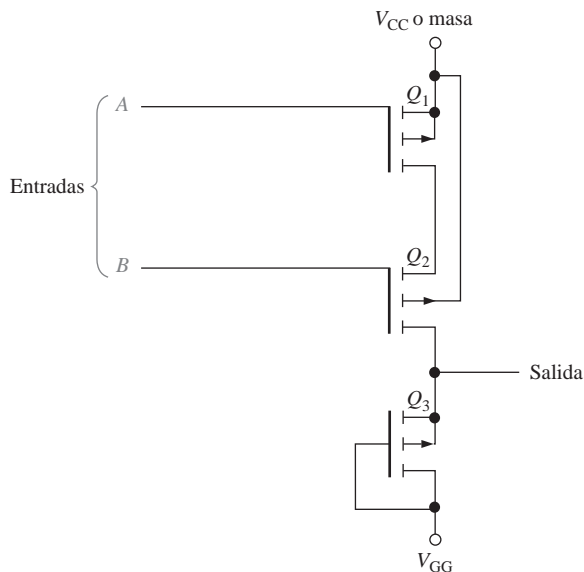 V_CC o masa
Q_1
A
Entradas
Q_2
B
Salida
Q_3
V_GG